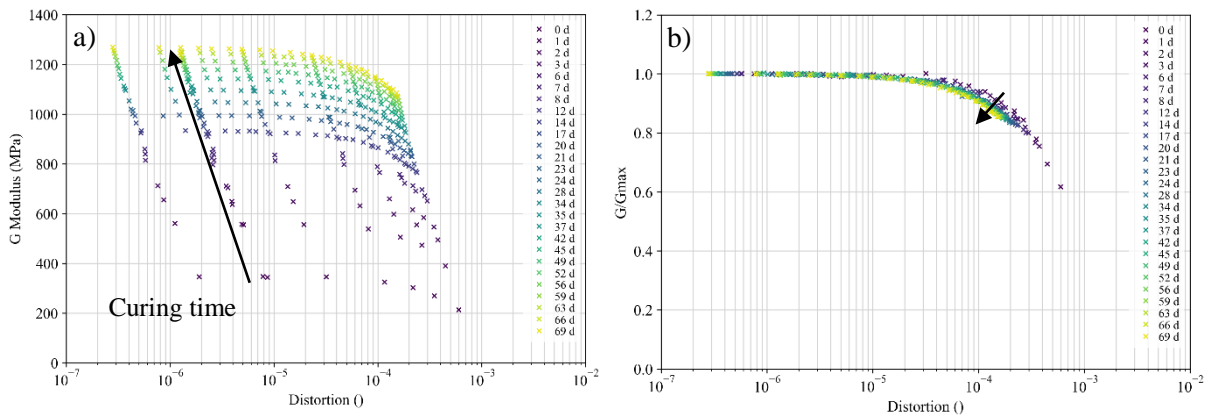 a)
1400
1200
1000
800
600
400
200
0
G Modulus (MPa)
Curing time
10⁻⁷
10⁻⁶
10⁻⁵
10⁻⁴
10⁻³
10⁻²
Distortion ()
0 d
1 d
2 d
3 d
6 d
7 d
8 d
12 d
14 d
17 d
20 d
21 d
23 d
24 d
28 d
34 d
35 d
37 d
42 d
45 d
49 d
52 d
56 d
59 d
63 d
66 d
69 d
b)
1.0
0.8
0.6
0.4
0.2
0.0
G/Gmax
10⁻⁷
10⁻⁶
10⁻⁵
10⁻⁴
10⁻³
10⁻²
Distortion ()
0 d
1 d
2 d
3 d
6 d
7 d
8 d
12 d
14 d
17 d
20 d
21 d
23 d
24 d
28 d
34 d
35 d
37 d
42 d
45 d
49 d
52 d
56 d
59 d
63 d
66 d
69 d